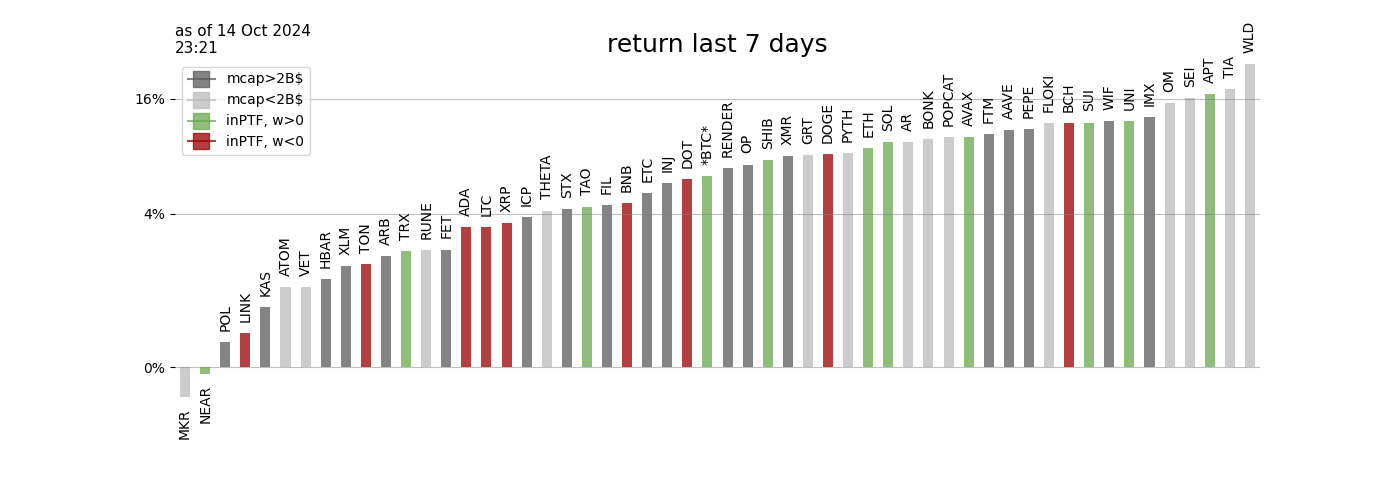 as of 14 Oct 2024
23:21
return last 7 days
mcap>2B$
mcap<2B$
inPTF, w>0
inPTF, w<0
16%
4%
0%
MKR
NEAR
POL
LINK
KAS
ATOM
VET
HBAR
XLM
TON
ARB
TRX
RUNE
FET
ADA
LTC
XRP
ICP
THETA
STX
TAO
FIL
BNB
ETC
INJ
DOT
*BTC*
RENDER
OP
SHIB
XMR
GRT
DOGE
PYTH
ETH
SOL
AR
BONK
POPCAT
AVAX
FTM
AAVE
PEPE
FLOKI
BCH
SUI
WIF
UNI
IMX
OM
SEI
APT
TIA
WLD